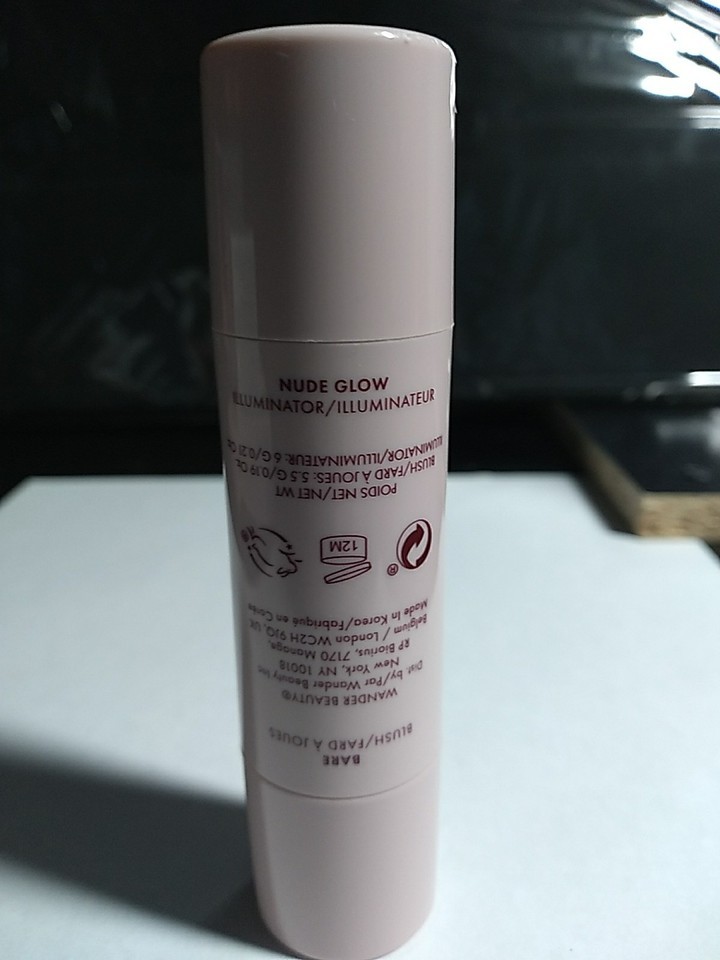 NUDE GLOW
ILLUMINATOR/ILLUMINATEUR
BARE
BLUSH/FARD À JOUES
WANDER BEAUTY®
Dist. by/Par Wander Beauty Inc
New York, NY 10018
RP Biorius, 7170 Manage,
Belgium / London WC2H 9JQ, UK
Made In Korea/Fabriqué en Corée
® 12M ®
POIDS NET/NET WT
BLUSH/FARD À JOUES: 5.5 G/0.19 Oz.
ILLUMINATOR/ILLUMINATEUR: 6 G/0.21 Oz.